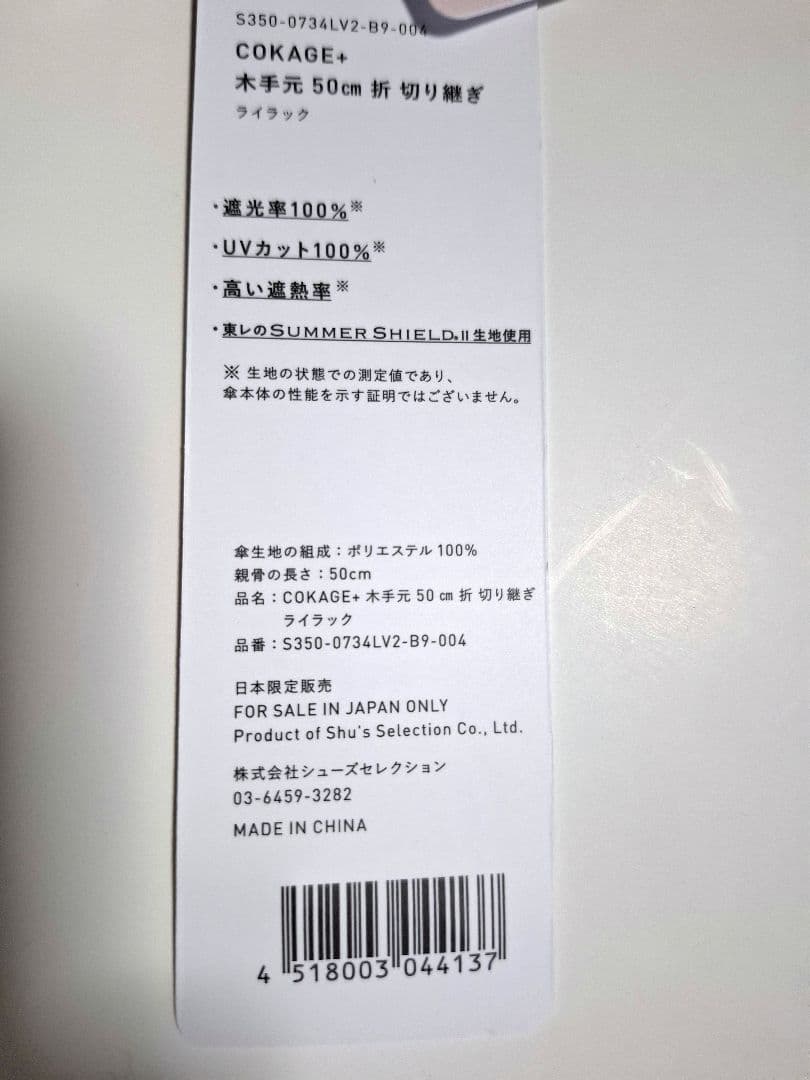 S350-0734LV2-B9-004
COKAGE+
木手元 50㎝ 折 切り継ぎ
ライラック
・遮光率100%※
・UVカット100%※
・高い遮熱率※
・東レのSUMMER SHIELD®II生地使用
※ 生地の状態での測定値であり、
傘本体の性能を示す証明ではございません。
傘生地の組成：ポリエステル 100%
親骨の長さ：50cm
品名：COKAGE+ 木手元 50 ㎝ 折 切り継ぎ
ライラック
品番：S350-0734LV2-B9-004
日本限定販売
FOR SALE IN JAPAN ONLY
Product of Shu's Selection Co., Ltd.
株式会社シューズセレクション
03-6459-3282
MADE IN CHINA
4 518003 044137